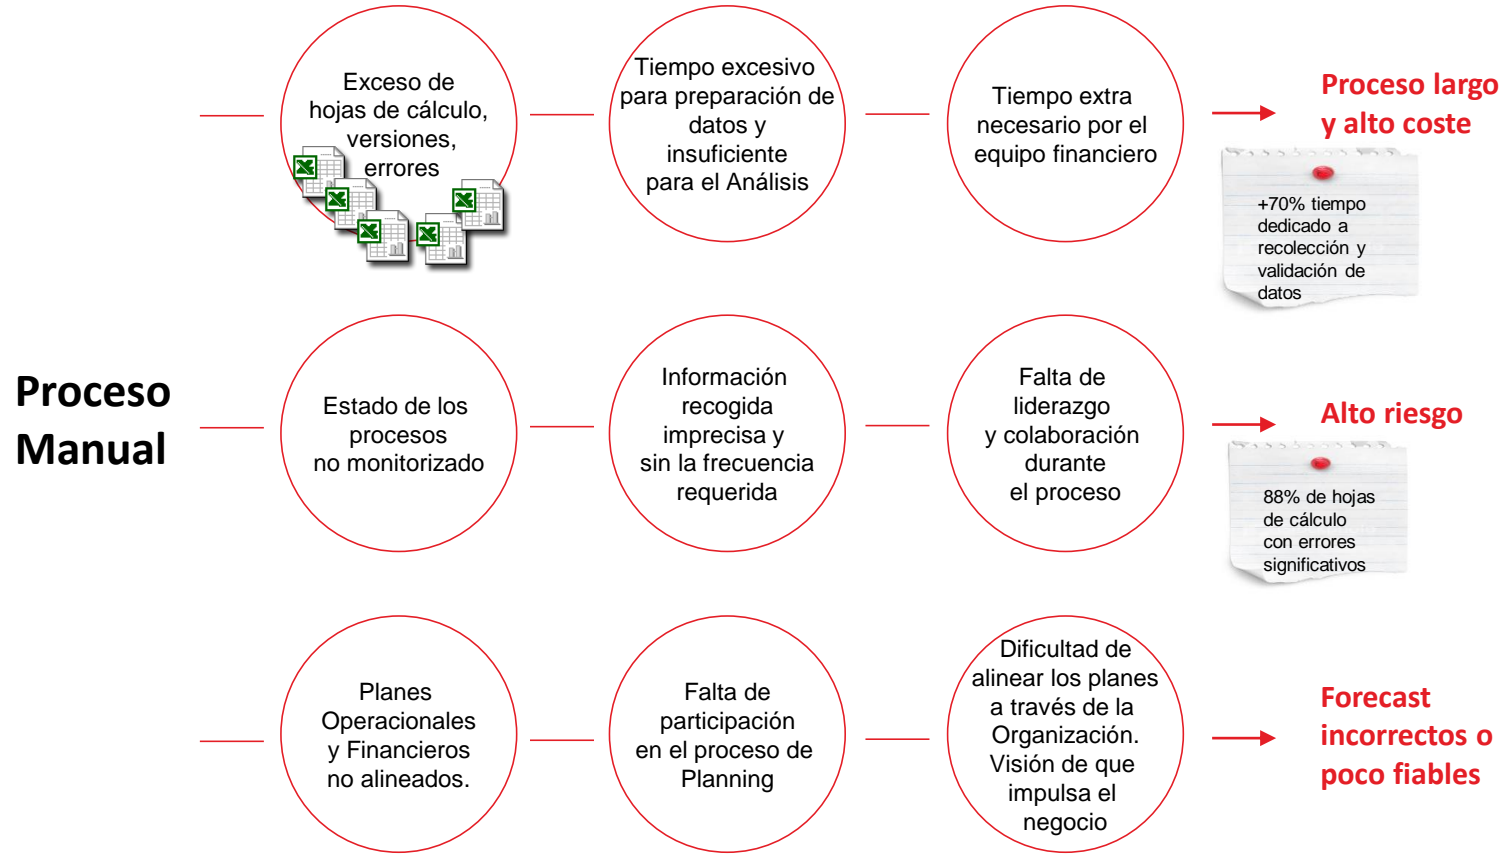 Proceso
Manual
Exceso de
hojas de cálculo,
versiones,
errores
Tiempo excesivo
para preparación de
datos y
insuficiente
para el Análisis
Tiempo extra
necesario por el
equipo financiero
Proceso largo
y alto coste
+70% tiempo
dedicado a
recolección y
validación de
datos
Estado de los
procesos
no monitorizado
Información
recogida
imprecisa y
sin la frecuencia
requerida
Falta de
liderazgo
y colaboración
durante
el proceso
Alto riesgo
88% de hojas
de cálculo
con errores
significativos
Planes
Operacionales
y Financieros
no alineados.
Falta de
participación
en el proceso de
Planning
Dificultad de
alinear los planes
a través de la
Organización.
Visión de que
impulsa el
negocio
Forecast
incorrectos o
poco fiables